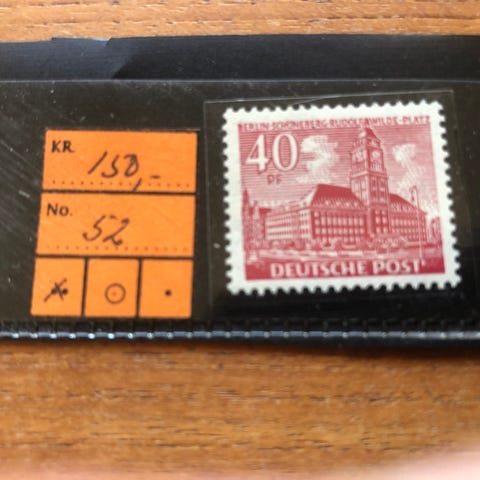 KR. 150,-
No. 52
BERLIN-SCHÖNEBERG-RUDOLF-WILDE-PLATZ
40
PF
DEUTSCHE POST